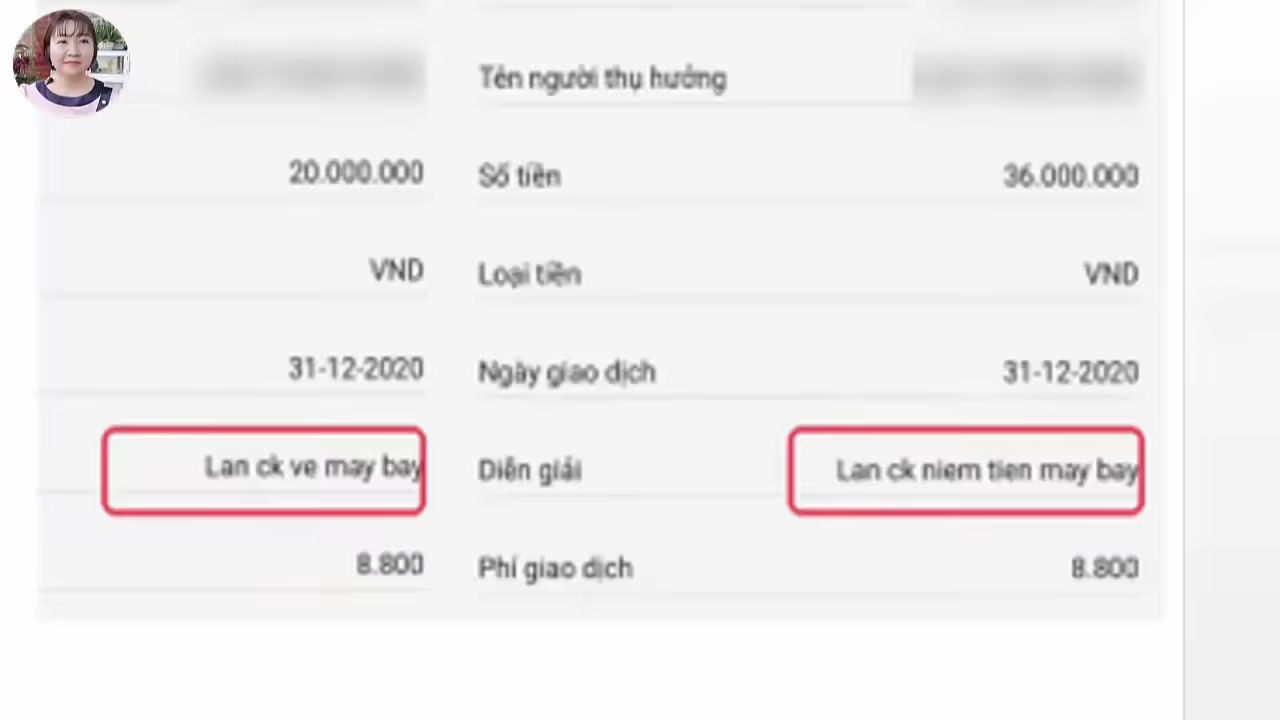 Tên người thụ hưởng
20.000.000 Số tiền 36.000.000
VND Loại tiền VND
31-12-2020 Ngày giao dịch 31-12-2020
Lan ck ve may bay Diễn giải Lan ck niem tien may bay
8.800 Phí giao dịch 8.800